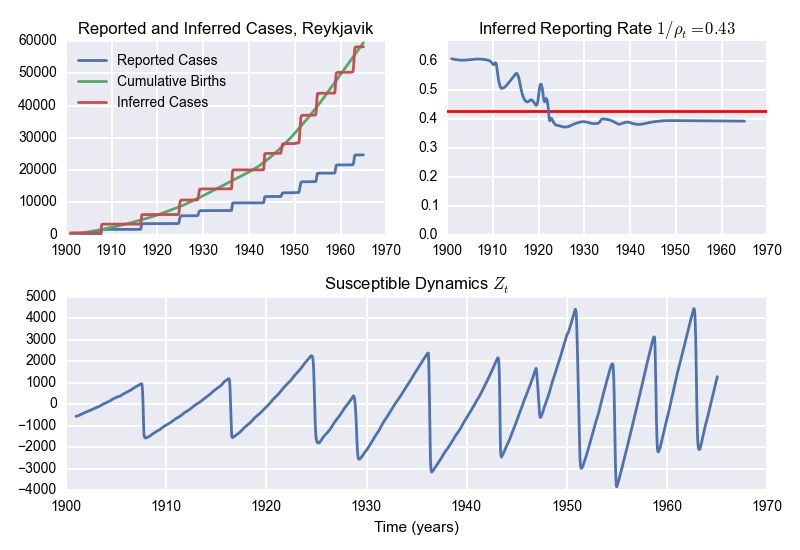 Reported and Inferred Cases, Reykjavik
60000
50000
40000
30000
20000
10000
0
Reported Cases
Cumulative Births
Inferred Cases
1900 1910 1920 1930 1940 1950 1960 1970
Inferred Reporting Rate 1/ρt =0.43
0.6
0.5
0.4
0.3
0.2
0.1
0.0
1900 1910 1920 1930 1940 1950 1960 1970
Susceptible Dynamics Zt
5000
4000
3000
2000
1000
0
−1000
−2000
−3000
−4000
1900 1910 1920 1930 1940 1950 1960 1970
Time (years)